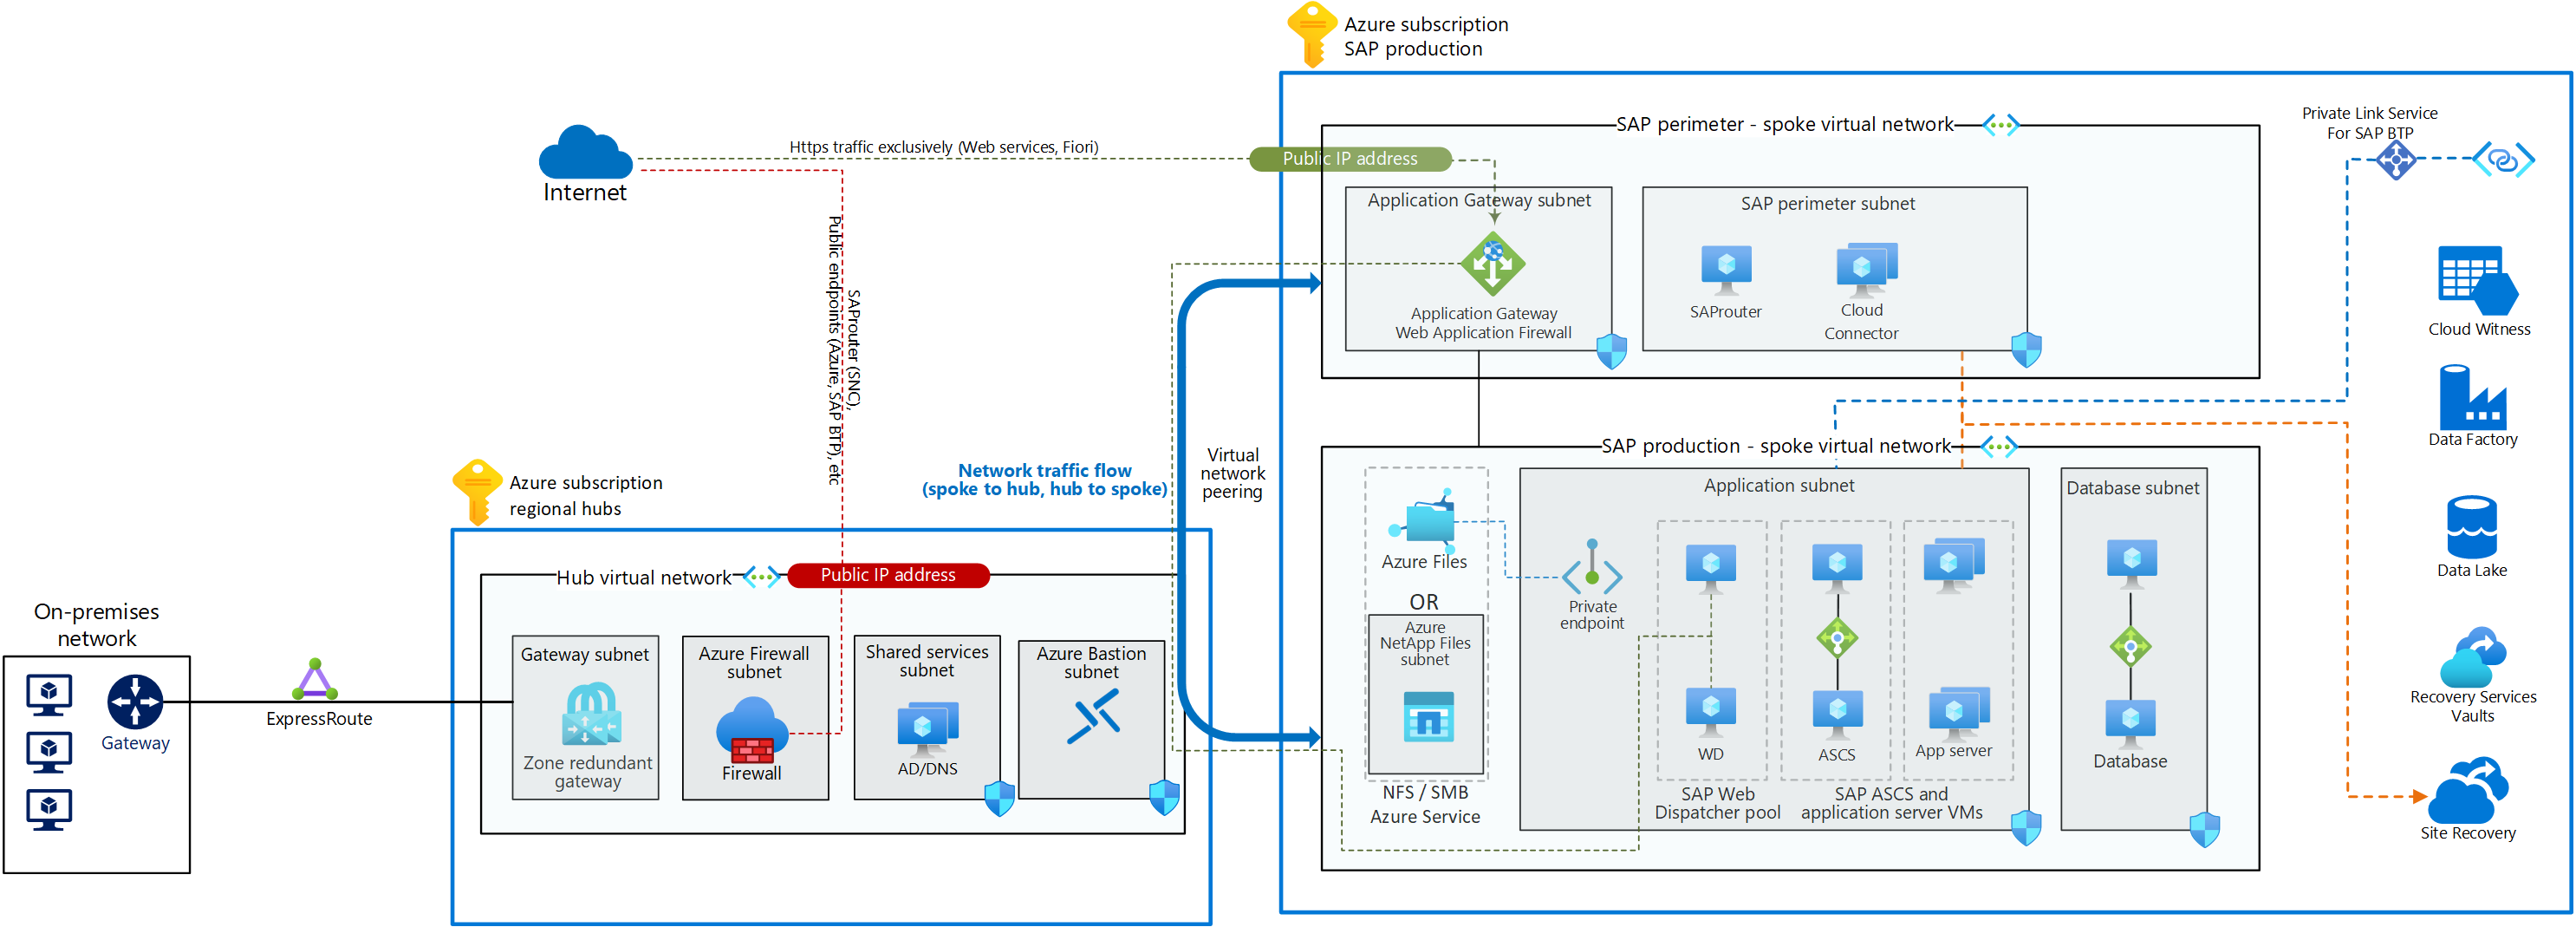 Azure subscription
SAP production
Private Link Service
For SAP BTP
SAP perimeter - spoke virtual network
Https traffic exclusively (Web services, Fiori)
Public IP address
Internet
Application Gateway subnet
SAP perimeter subnet
SAProuter
Cloud
Connector
Application Gateway
Web Application Firewall
Cloud Witness
SAProuter (SNC),
Public endpoints (Azure, SAP BTP), etc
Data Factory
Virtual
network
peering
Network traffic flow
(spoke to hub, hub to spoke)
SAP production - spoke virtual network
Azure subscription
regional hubs
Application subnet
Database subnet
Azure Files
OR
Azure
NetApp Files
subnet
NFS / SMB
Azure Service
Private
endpoint
WD
SAP Web
Dispatcher pool
ASCS
App server
SAP ASCS and
application server VMs
Database
Data Lake
Recovery Services
Vaults
Site Recovery
Hub virtual network
Public IP address
On-premises
network
Gateway
ExpressRoute
Gateway subnet
Zone redundant
gateway
Azure Firewall
subnet
Firewall
Shared services
subnet
AD/DNS
Azure Bastion
subnet